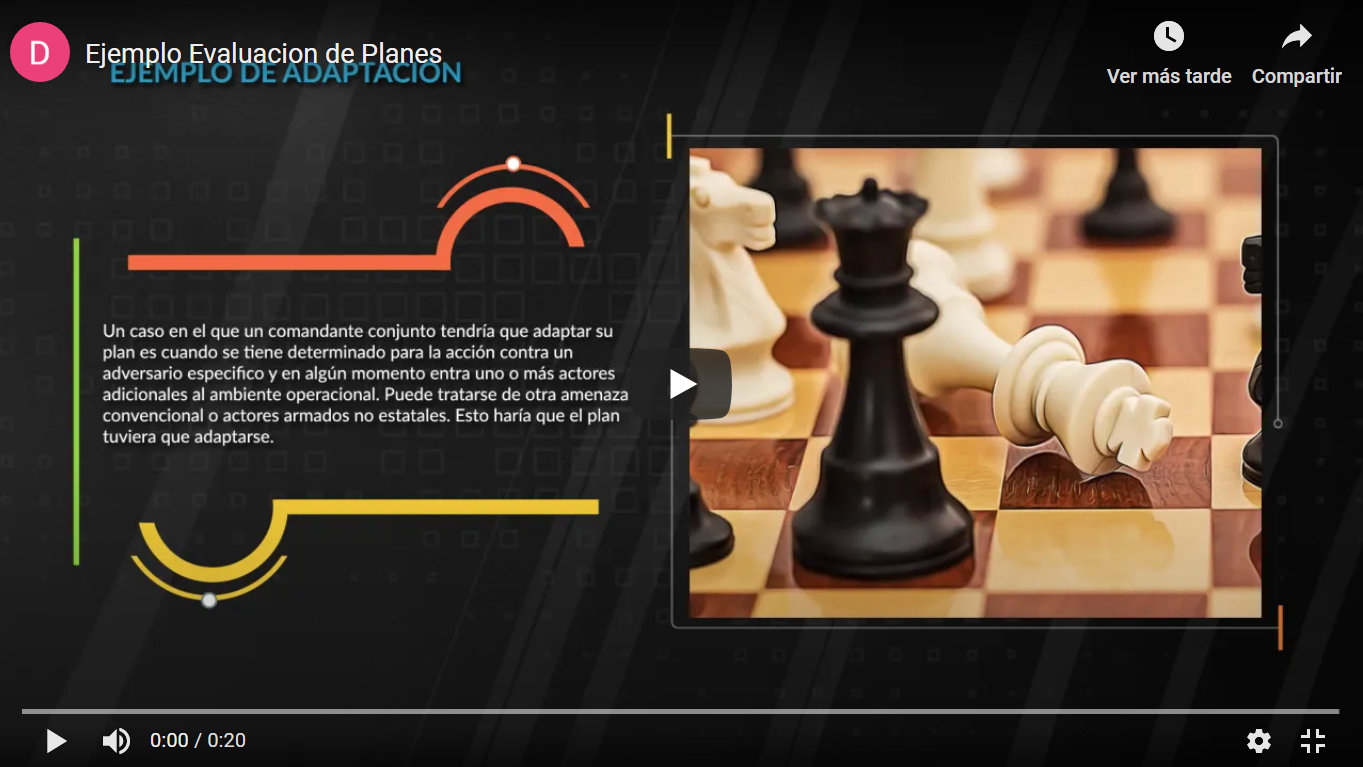 D
Ejemplo Evaluacion de Planes
EJEMPLO DE ADAPTACIÓN
Ver más tarde
Compartir
Un caso en el que un comandante conjunto tendría que adaptar su
plan es cuando se tiene determinado para la acción contra un
adversario especifico y en algún momento entra uno o más actores
adicionales al ambiente operacional. Puede tratarse de otra amenaza
convencional o actores armados no estatales. Esto haría que el plan
tuviera que adaptarse.
0:00 / 0:20